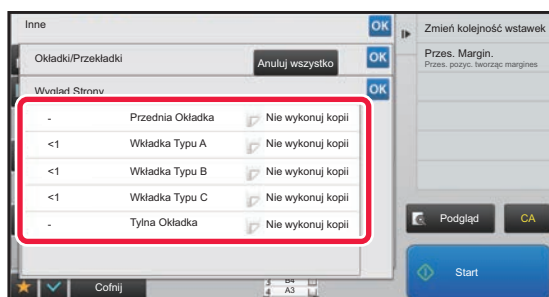 Inne
OK
Zmień kolejność wstawek
Okładki/Przekładki
Anuluj wszystko
OK
Przes. Margin.
Przes. pozyc. tworząc margines
Wygląd Strony
OK
- Przednia Okładka Nie wykonuj kopii
<1 Wkładka Typu A Nie wykonuj kopii
<1 Wkładka Typu B Nie wykonuj kopii
<1 Wkładka Typu C Nie wykonuj kopii
- Tylna Okładka Nie wykonuj kopii
Podgląd
CA
Start
Cofnij
3 B4
4 A3